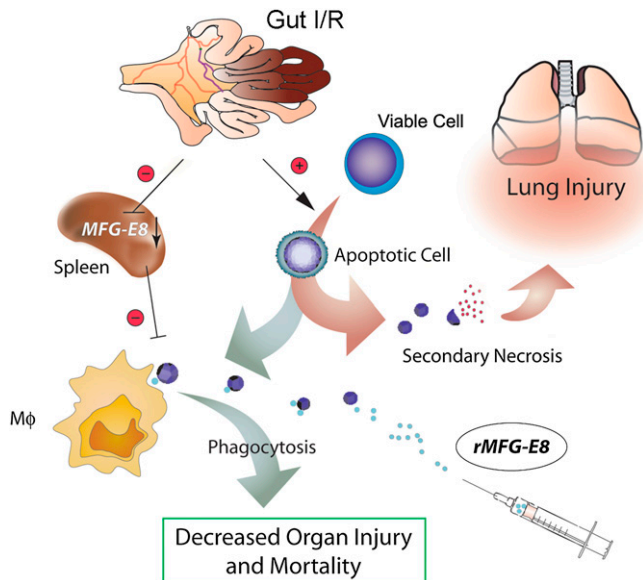 Gut I/R
Viable Cell
Lung Injury
MFG-E8
Spleen
Apoptotic Cell
Secondary Necrosis
Mϕ
Phagocytosis
rMFG-E8
Decreased Organ Injury
and Mortality
−
+
−